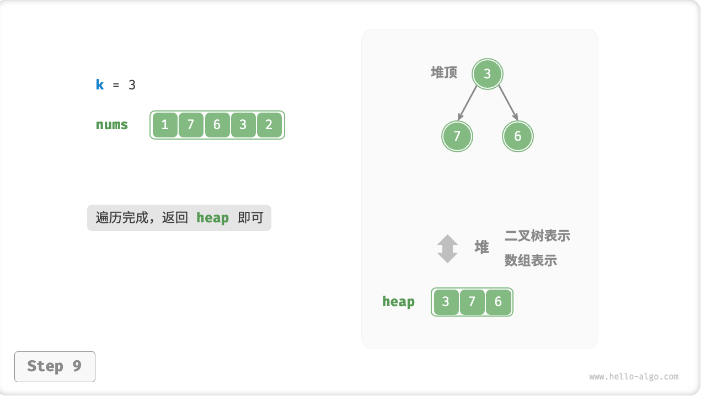 k = 3
nums 1 7 6 3 2
遍历完成，返回 heap 即可
堆顶 3
7 6
堆 二叉树表示
数组表示
heap 3 7 6
Step 9
www.hello-algo.com